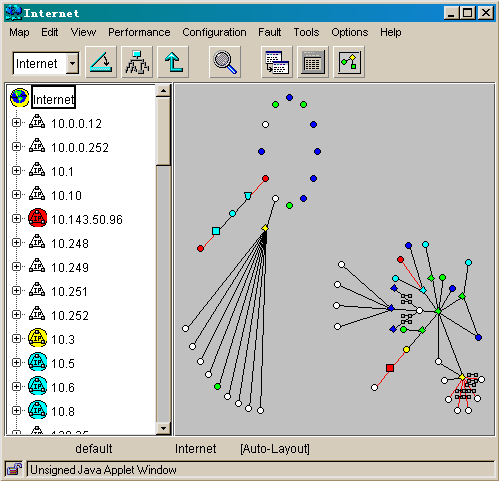 Internet
Map Edit View Performance Configuration Fault Tools Options Help
Internet
Internet
10.0.0.12
10.0.0.252
10.1
10.10
10.143.50.96
10.248
10.249
10.251
10.252
10.3
10.5
10.6
10.8
default Internet [Auto-Layout]
Unsigned Java Applet Window